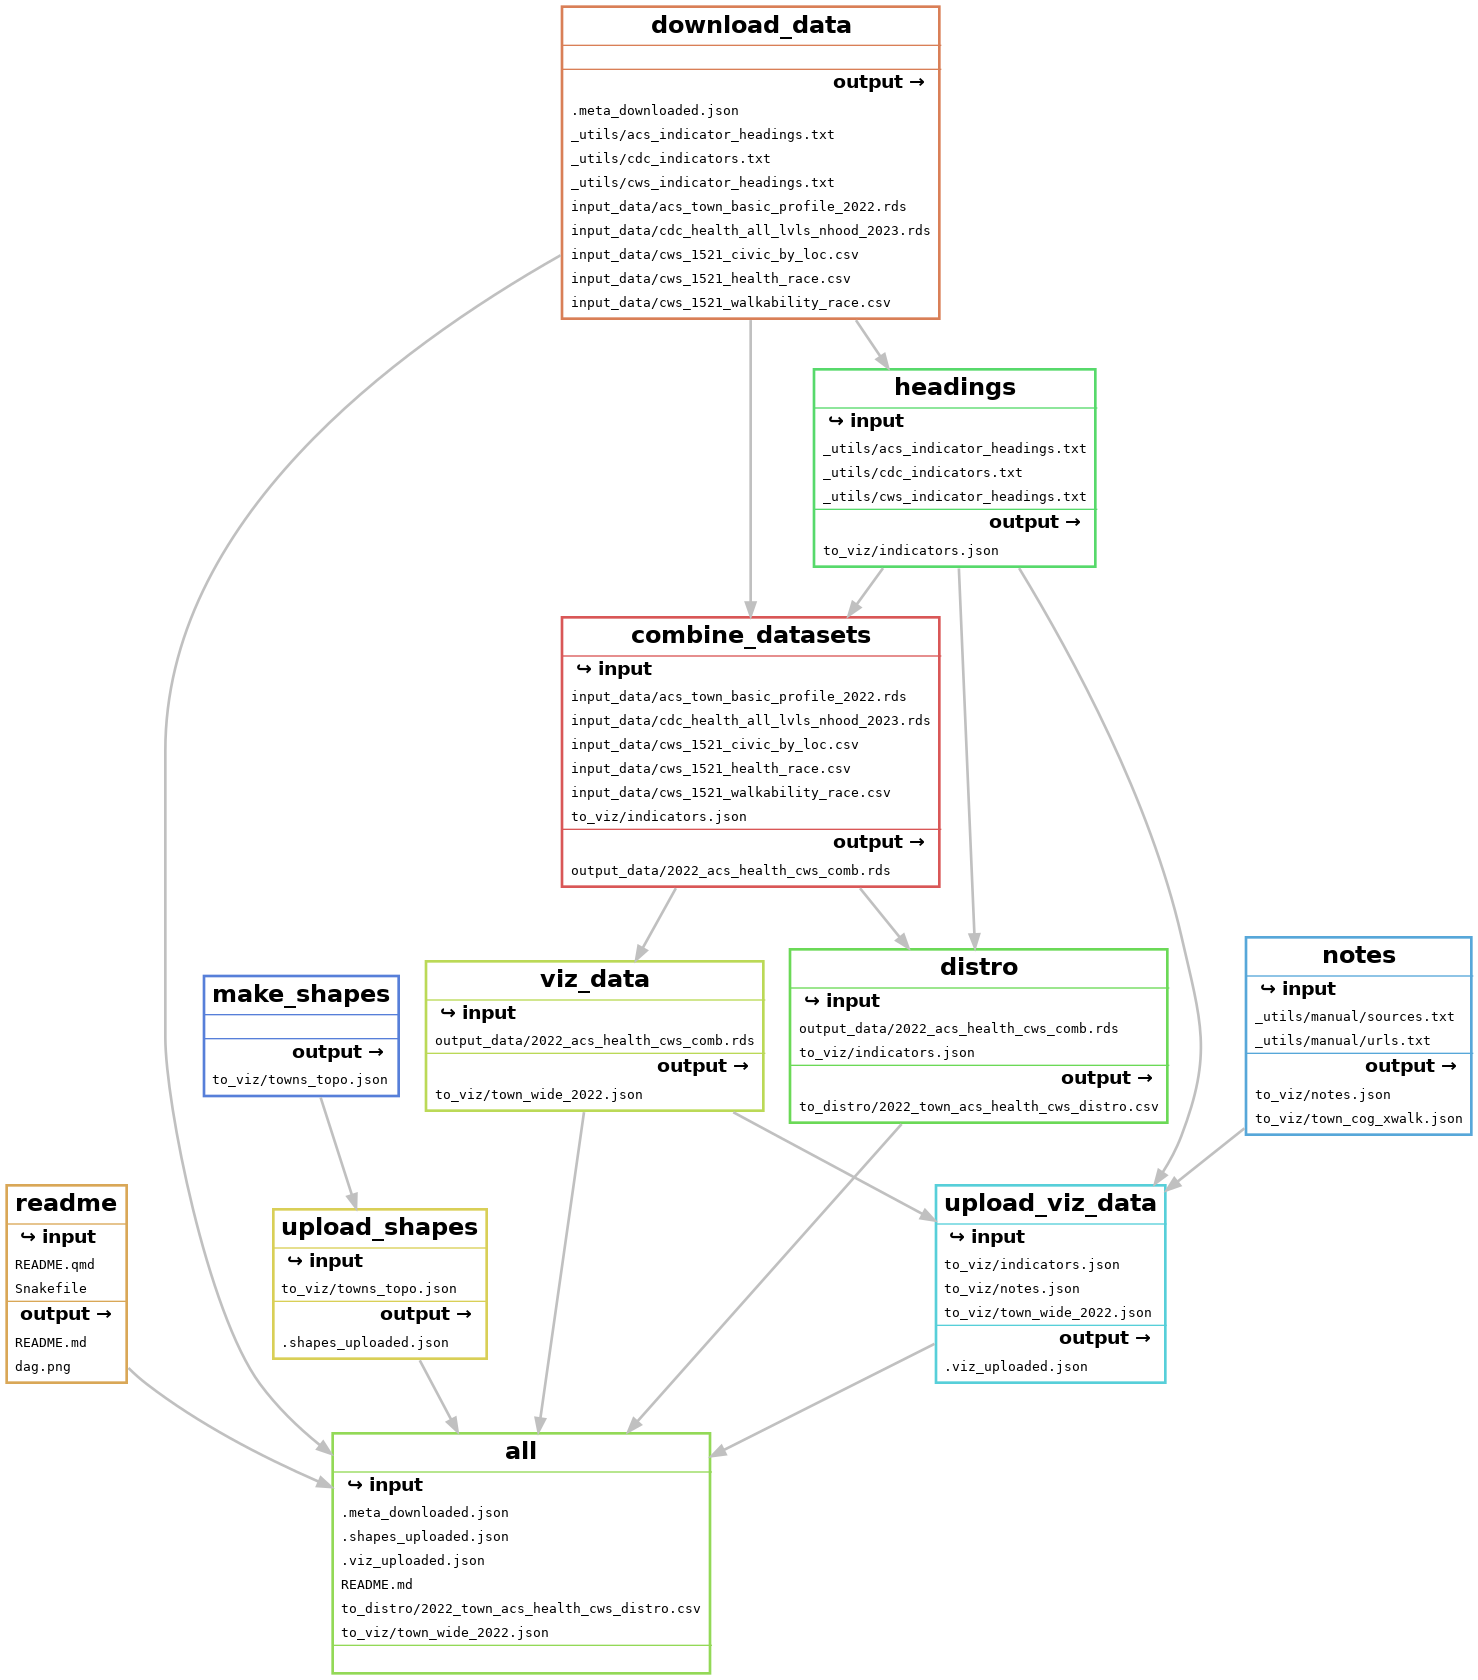 download_data
output →
.meta_downloaded.json
_utils/acs_indicator_headings.txt
_utils/cdc_indicators.txt
_utils/cws_indicator_headings.txt
input_data/acs_town_basic_profile_2022.rds
input_data/cdc_health_all_lvls_nhood_2023.rds
input_data/cws_1521_civic_by_loc.csv
input_data/cws_1521_health_race.csv
input_data/cws_1521_walkability_race.csv
headings
↪ input
_utils/acs_indicator_headings.txt
_utils/cdc_indicators.txt
_utils/cws_indicator_headings.txt
output →
to_viz/indicators.json
combine_datasets
↪ input
input_data/acs_town_basic_profile_2022.rds
input_data/cdc_health_all_lvls_nhood_2023.rds
input_data/cws_1521_civic_by_loc.csv
input_data/cws_1521_health_race.csv
input_data/cws_1521_walkability_race.csv
to_viz/indicators.json
output →
output_data/2022_acs_health_cws_comb.rds
make_shapes
output →
to_viz/towns_topo.json
viz_data
↪ input
output_data/2022_acs_health_cws_comb.rds
output →
to_viz/town_wide_2022.json
distro
↪ input
output_data/2022_acs_health_cws_comb.rds
to_viz/indicators.json
output →
to_distro/2022_town_acs_health_cws_distro.csv
notes
↪ input
_utils/manual/sources.txt
_utils/manual/urls.txt
output →
to_viz/notes.json
to_viz/town_cog_xwalk.json
readme
↪ input
README.qmd
Snakefile
output →
README.md
dag.png
upload_shapes
↪ input
to_viz/towns_topo.json
output →
.shapes_uploaded.json
upload_viz_data
↪ input
to_viz/indicators.json
to_viz/notes.json
to_viz/town_wide_2022.json
output →
.viz_uploaded.json
all
↪ input
.meta_downloaded.json
.shapes_uploaded.json
.viz_uploaded.json
README.md
to_distro/2022_town_acs_health_cws_distro.csv
to_viz/town_wide_2022.json